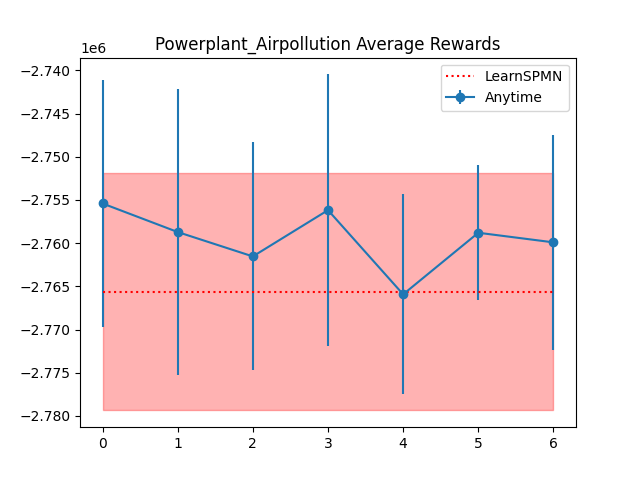 Powerplant_Airpollution Average Rewards
1e6
LearnSPMN
Anytime
−2.740
−2.745
−2.750
−2.755
−2.760
−2.765
−2.770
−2.775
−2.780
0 1 2 3 4 5 6